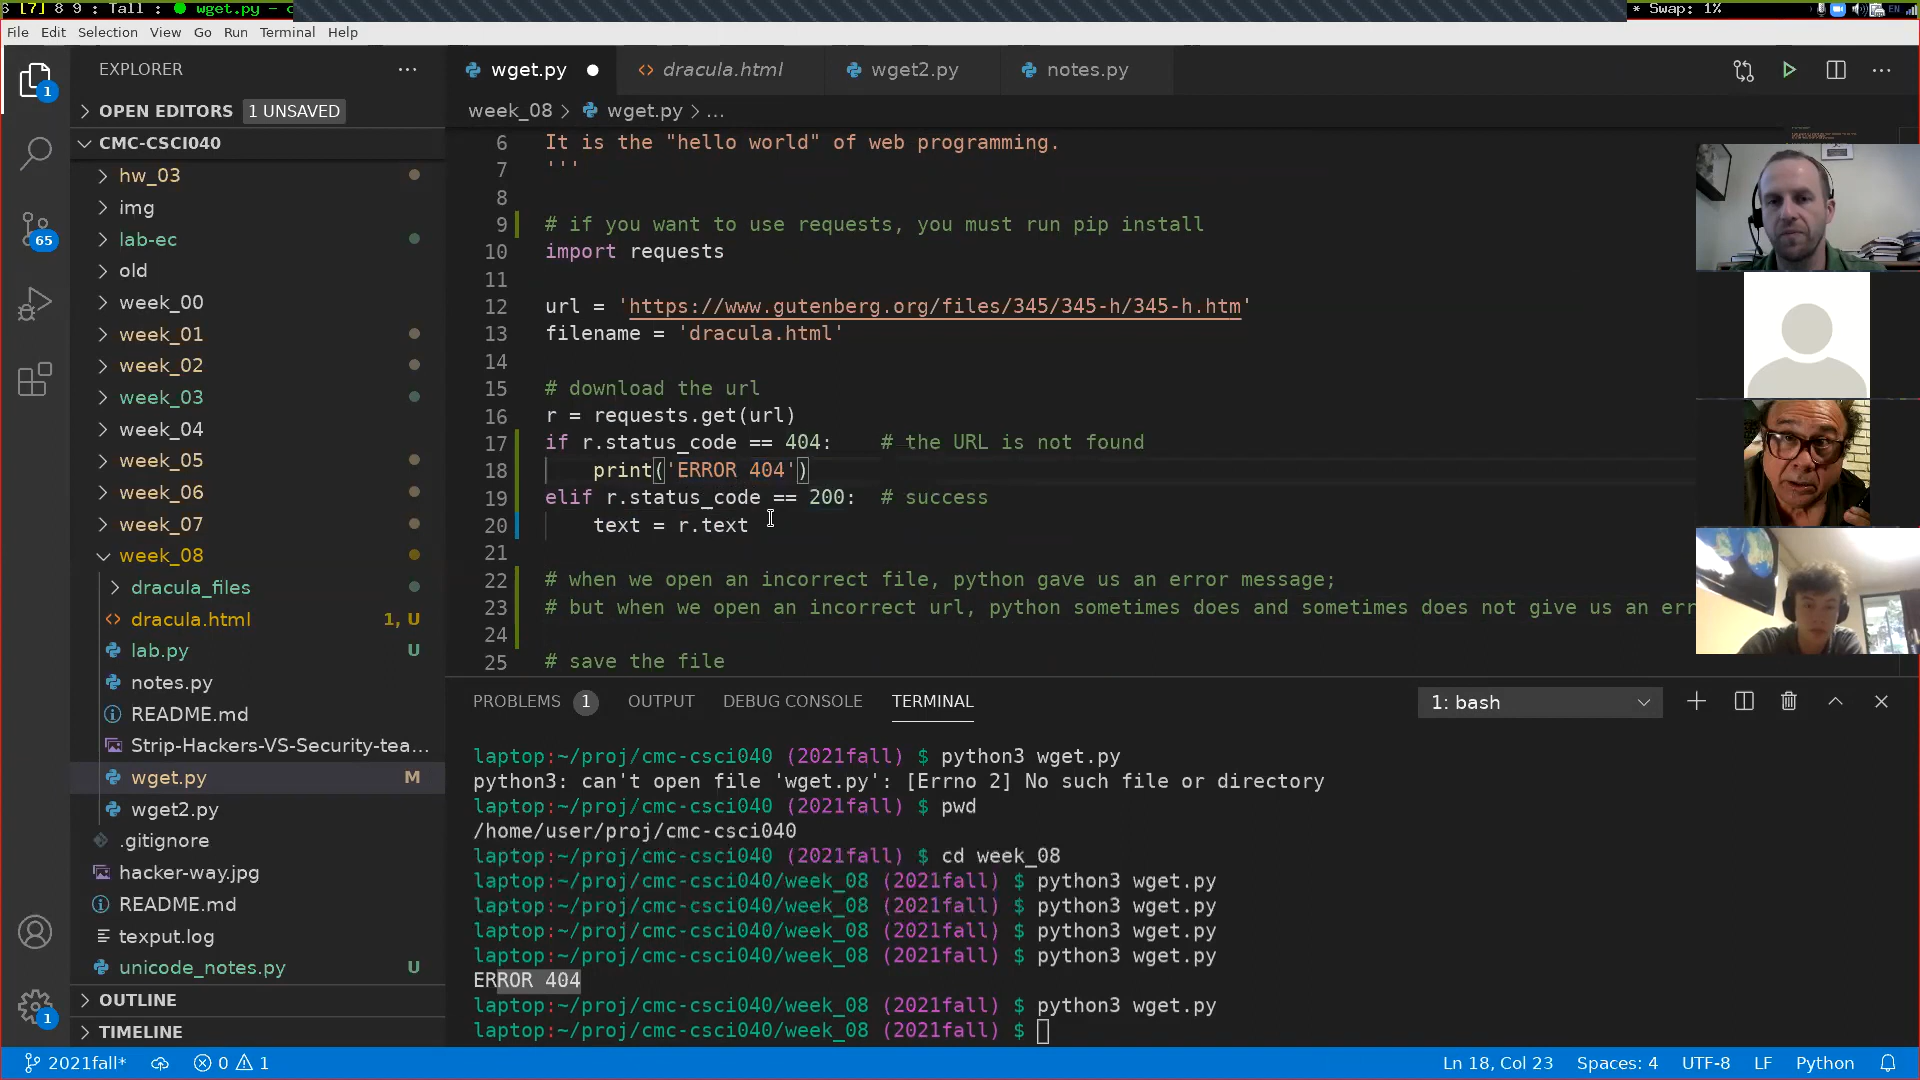 6 [7] 8 9 : Tall : wget.py – c
* Swap: 1%
EN
File Edit Selection View Go Run Terminal Help
EXPLORER
wget.py
dracula.html
wget2.py
notes.py
OPEN EDITORS 1 UNSAVED
week_08 > wget.py > ...
CMC-CSCI040
hw_03
img
lab-ec
old
week_00
week_01
week_02
week_03
week_04
week_05
week_06
week_07
week_08
dracula_files
dracula.html 1, U
lab.py U
notes.py
README.md
Strip-Hackers-VS-Security-tea...
wget.py M
wget2.py
.gitignore
hacker-way.jpg
README.md
texput.log
unicode_notes.py U
OUTLINE
TIMELINE
1
65
1
6 It is the "hello world" of web programming.
7 '''
8
9 # if you want to use requests, you must run pip install
10 import requests
11
12 url = 'https://www.gutenberg.org/files/345/345-h/345-h.htm'
13 filename = 'dracula.html'
14
15 # download the url
16 r = requests.get(url)
17 if r.status_code == 404:    # the URL is not found
18     print('ERROR 404')
19 elif r.status_code == 200:  # success
20     text = r.text
21
22 # when we open an incorrect file, python gave us an error message;
23 # but when we open an incorrect url, python sometimes does and sometimes does not give us an err
24
25 # save the file
PROBLEMS 1 OUTPUT DEBUG CONSOLE TERMINAL 1: bash
laptop:~/proj/cmc-csci040 (2021fall) $ python3 wget.py
python3: can't open file 'wget.py': [Errno 2] No such file or directory
laptop:~/proj/cmc-csci040 (2021fall) $ pwd
/home/user/proj/cmc-csci040
laptop:~/proj/cmc-csci040 (2021fall) $ cd week_08
laptop:~/proj/cmc-csci040/week_08 (2021fall) $ python3 wget.py
laptop:~/proj/cmc-csci040/week_08 (2021fall) $ python3 wget.py
laptop:~/proj/cmc-csci040/week_08 (2021fall) $ python3 wget.py
laptop:~/proj/cmc-csci040/week_08 (2021fall) $ python3 wget.py
ERROR 404
laptop:~/proj/cmc-csci040/week_08 (2021fall) $ python3 wget.py
laptop:~/proj/cmc-csci040/week_08 (2021fall) $
2021fall* 0 1
Ln 18, Col 23 Spaces: 4 UTF-8 LF Python